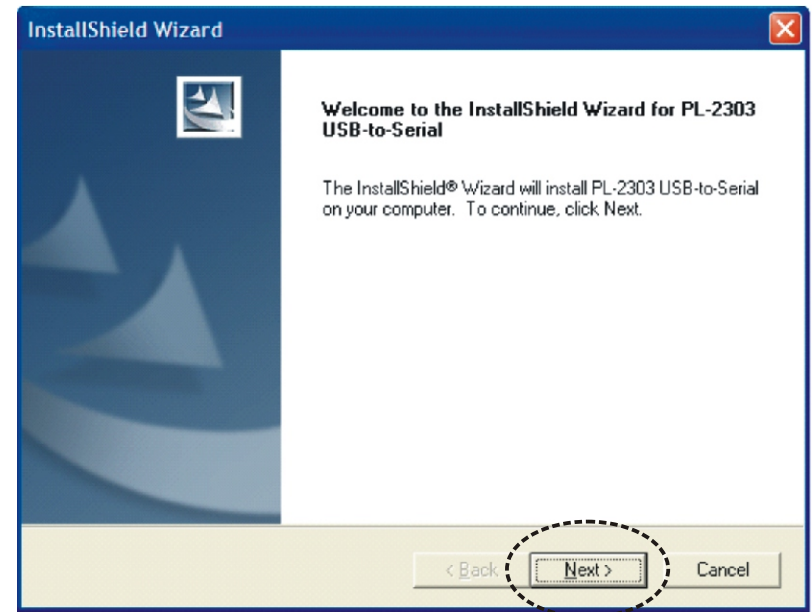 InstallShield Wizard
Welcome to the InstallShield Wizard for PL-2303
USB-to-Serial
The InstallShield® Wizard will install PL-2303 USB-to-Serial
on your computer. To continue, click Next.
< Back
Next >
Cancel